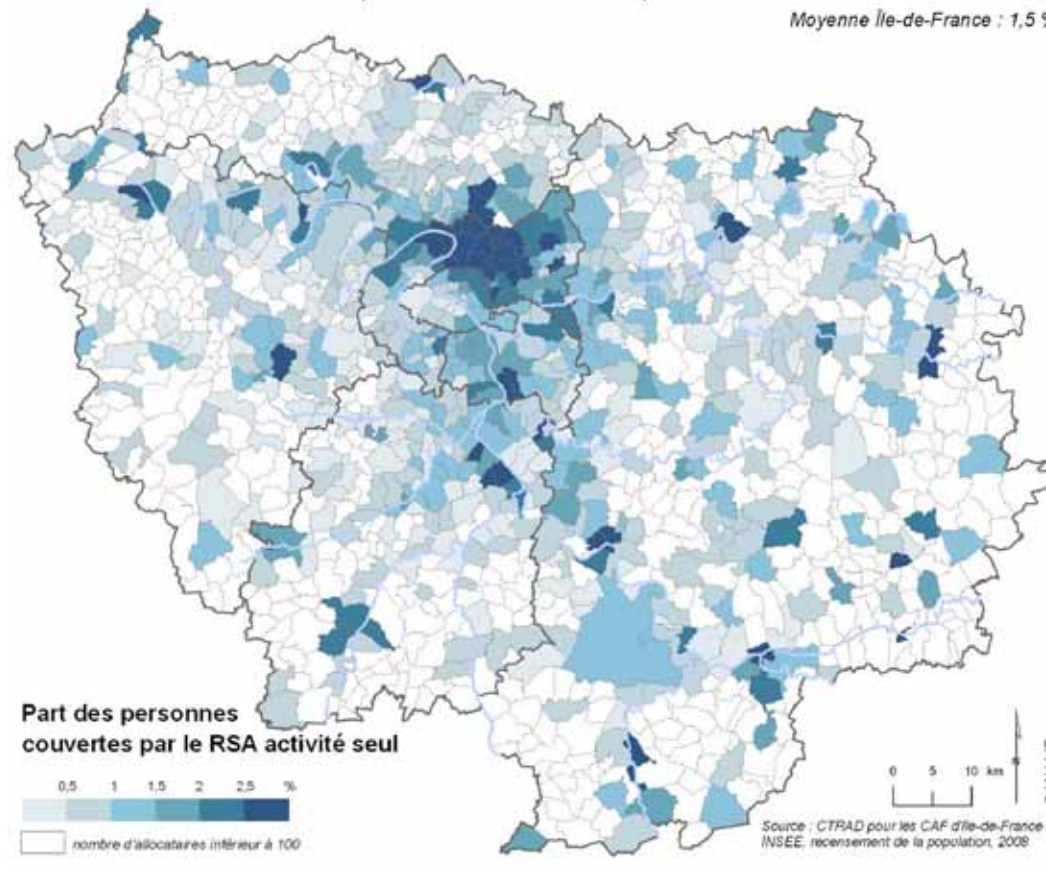 Moyenne Île-de-France : 1,5 %
Part des personnes
couvertes par le RSA activité seul
0,5 1 1,5 2 2,5 %
nombre d'allocataires inférieur à 100
0 5 10 km
N
Source : CTRAD pour les CAF d'Ile-de-France
INSEE, recensement de la population, 2008